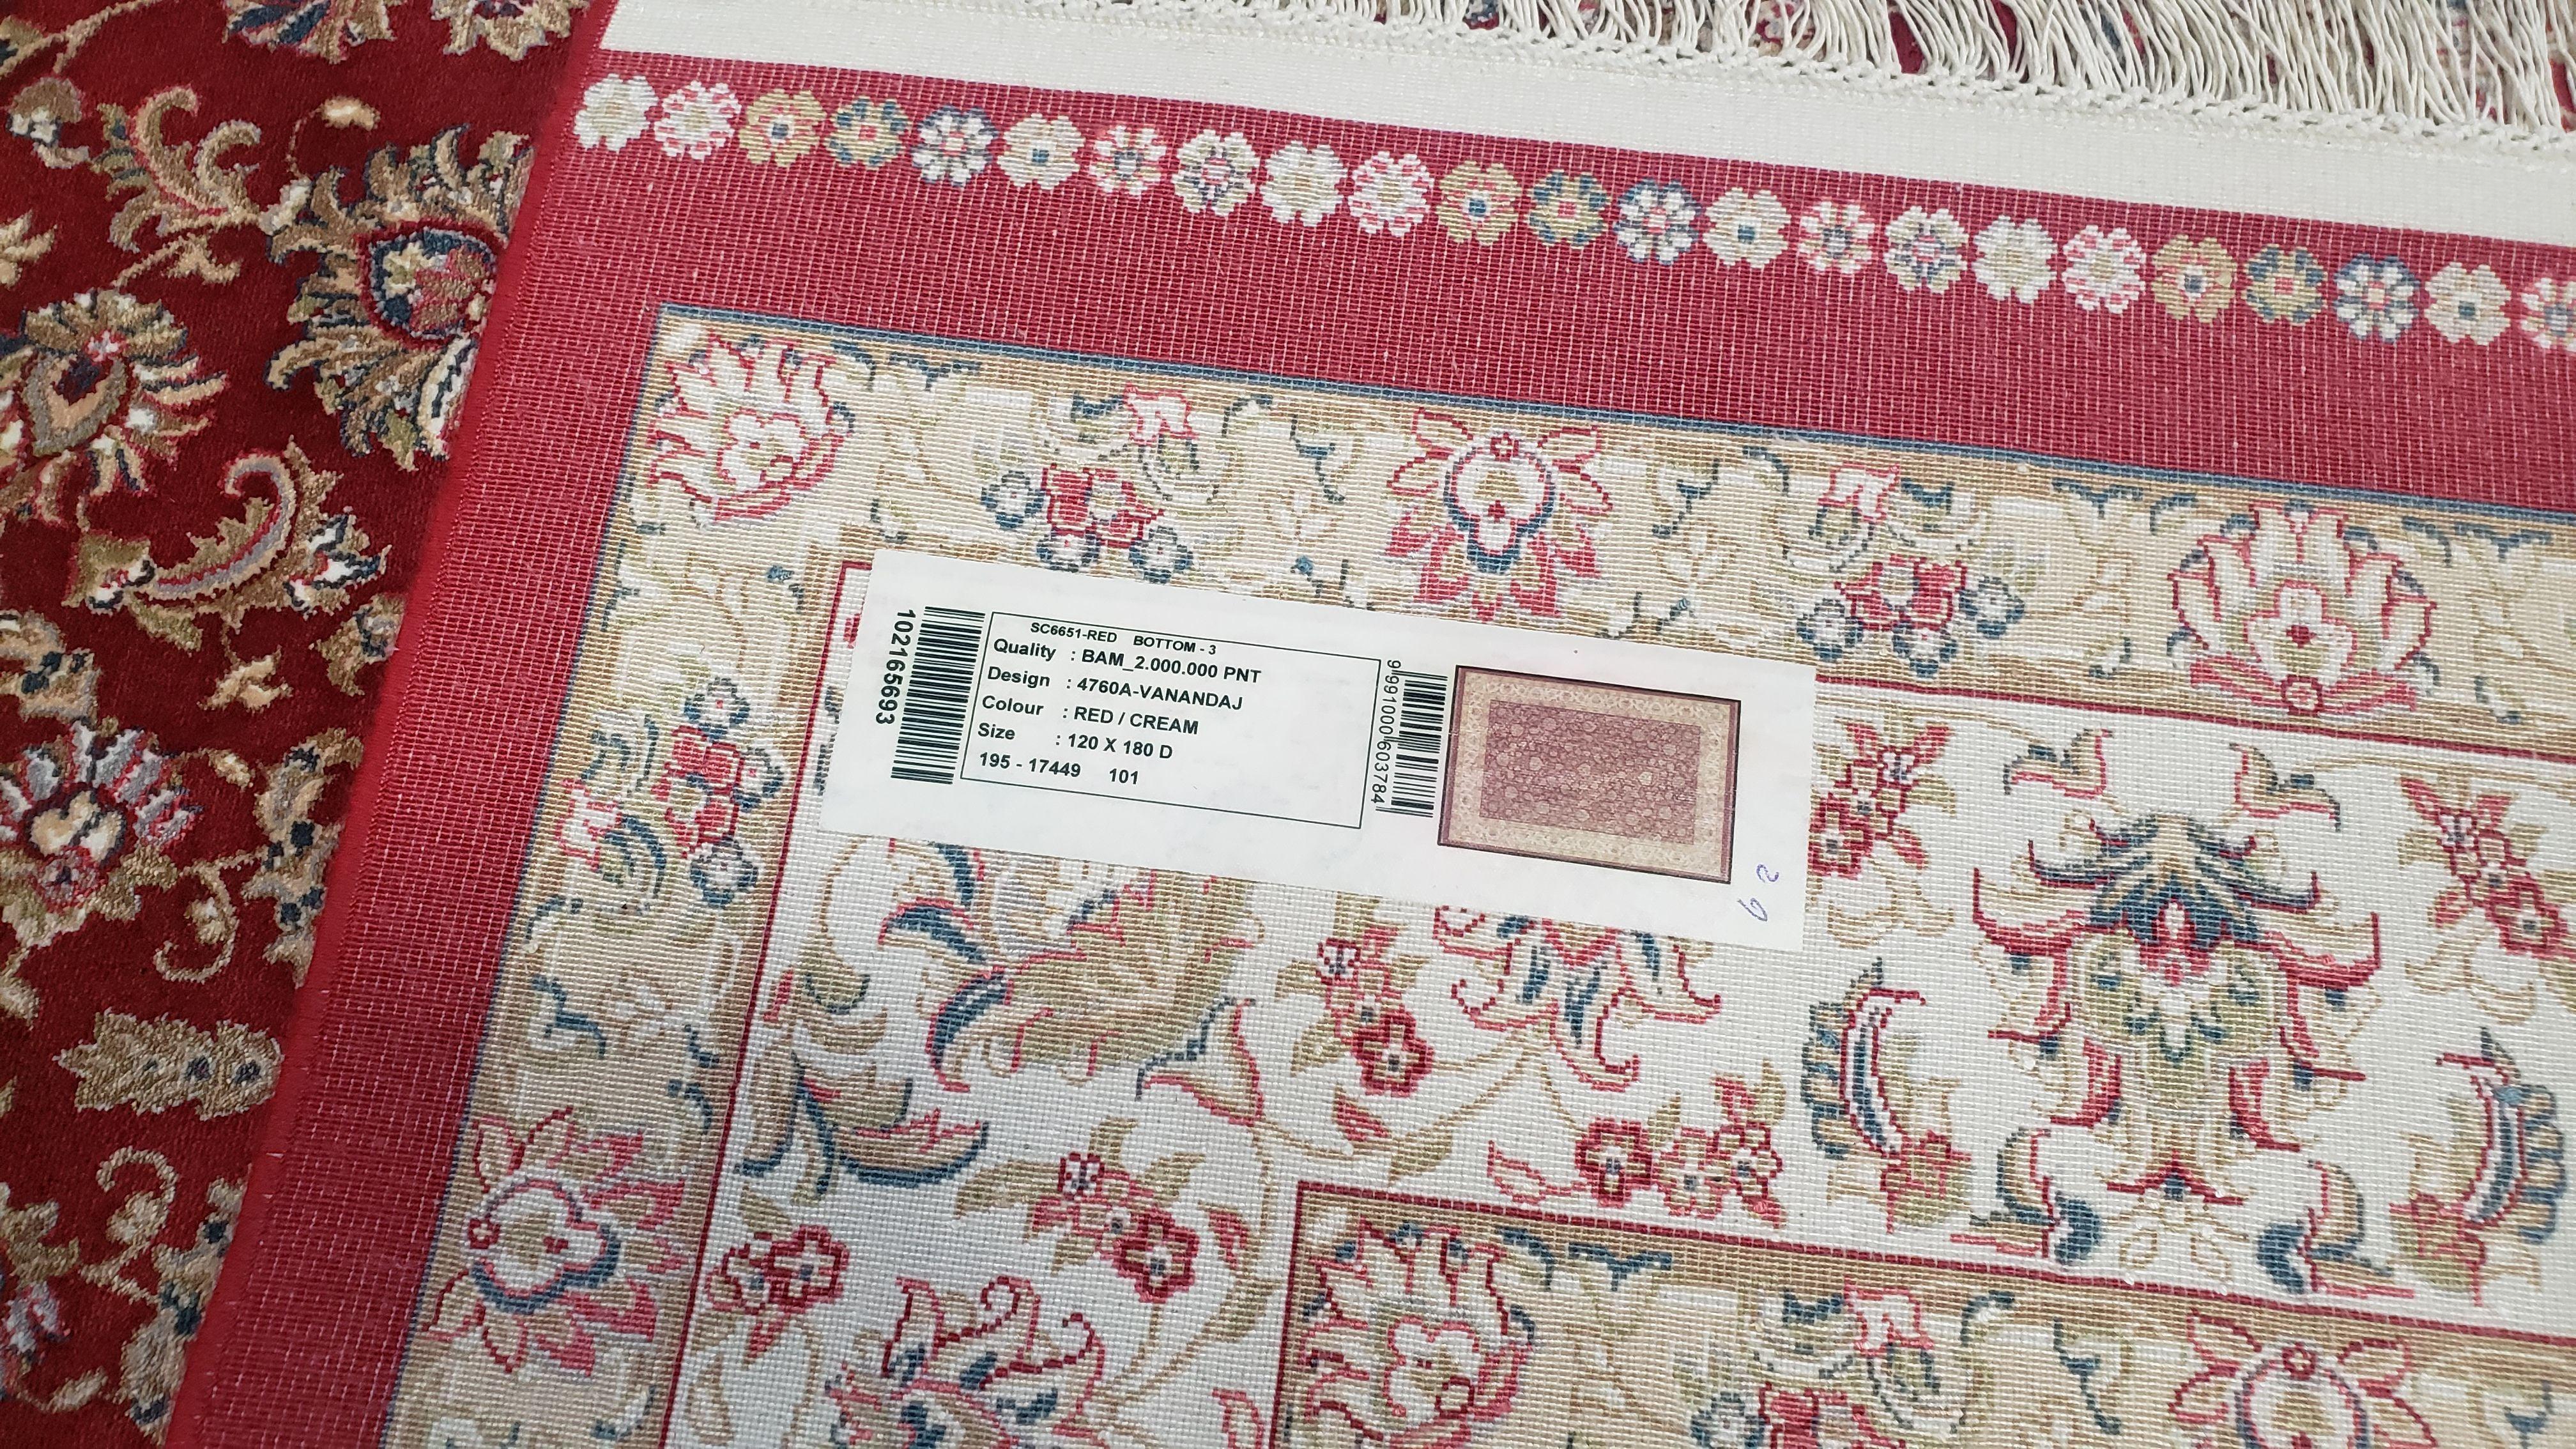 102165693
SC6651-RED BOTTOM - 3
Quality : BAM_2.000.000 PNT
Design : 4760A-VANANDAJ
Colour : RED / CREAM
Size : 120 X 180 D
195 - 17449 101
9991000603784